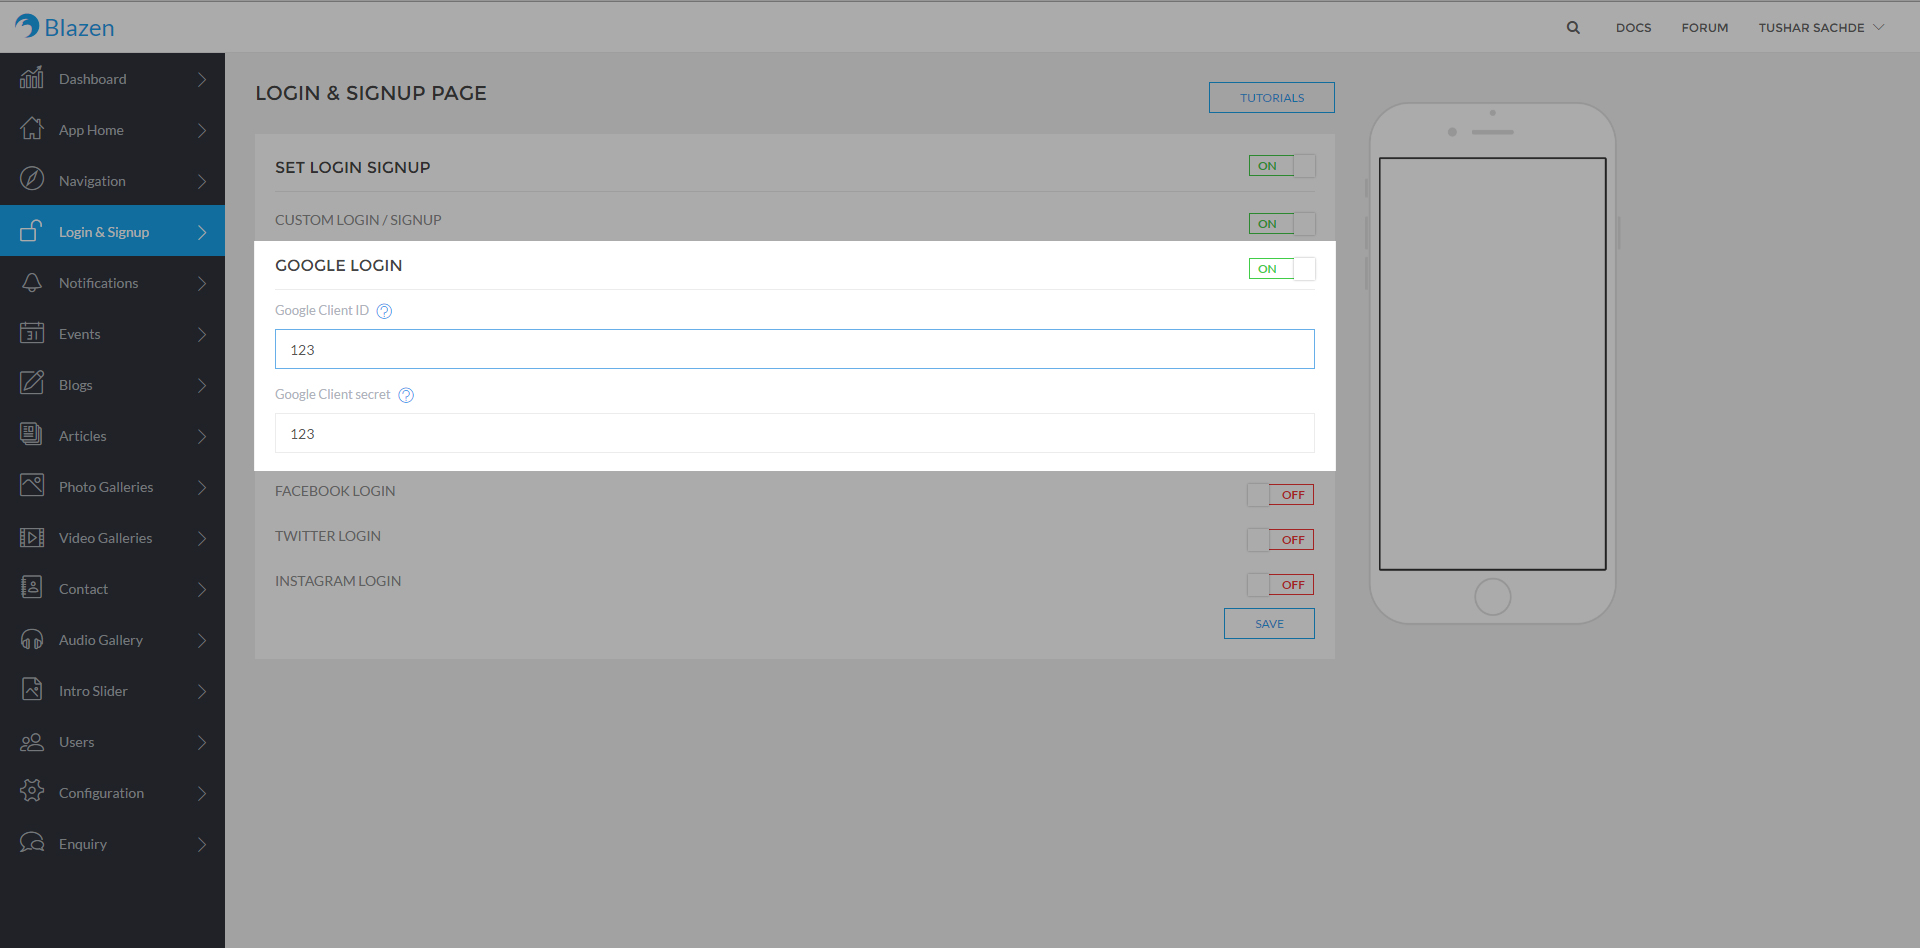 Blazen
DOCS
FORUM
TUSHAR SACHDE
Dashboard
App Home
Navigation
Login & Signup
Notifications
31
Events
Blogs
Articles
Photo Galleries
Video Galleries
Contact
Audio Gallery
Intro Slider
Users
Configuration
Enquiry
LOGIN & SIGNUP PAGE
TUTORIALS
SET LOGIN SIGNUP
ON
CUSTOM LOGIN / SIGNUP
ON
GOOGLE LOGIN
ON
Google Client ID ?
123
Google Client secret ?
123
FACEBOOK LOGIN
OFF
TWITTER LOGIN
OFF
INSTAGRAM LOGIN
OFF
SAVE